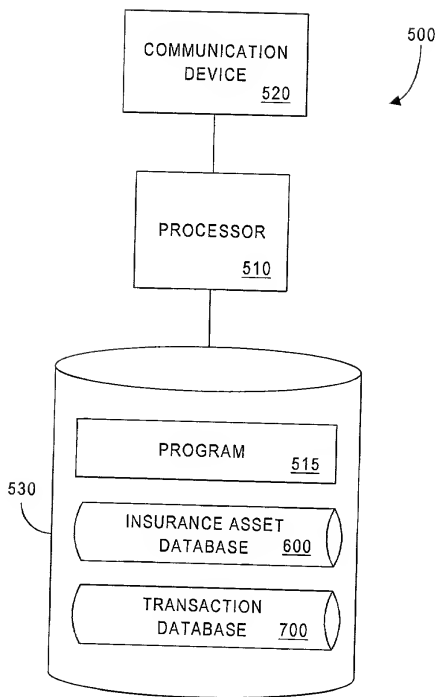 500
COMMUNICATION
DEVICE
520
PROCESSOR
510
530
PROGRAM
515
INSURANCE ASSET
DATABASE 600
TRANSACTION
DATABASE 700